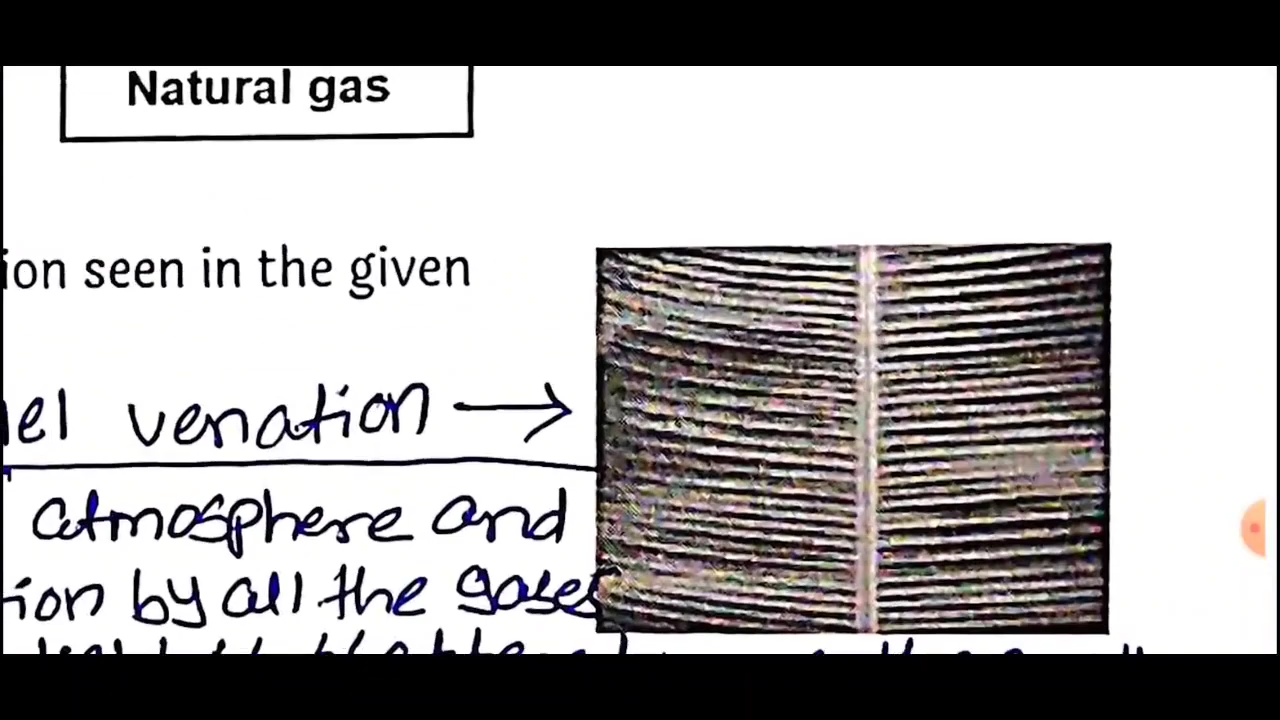 Natural gas
ion seen in the given
el venation →
atmosphere and
ion by all the gases